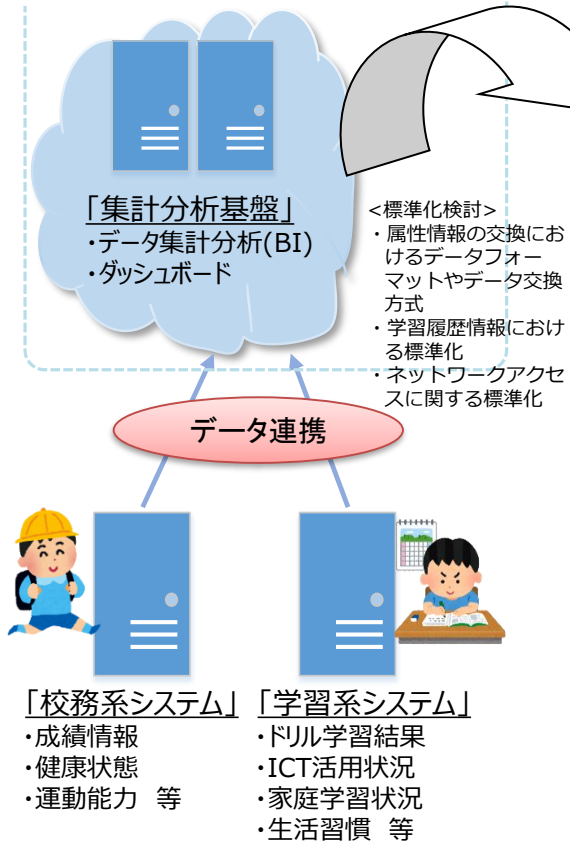 「集計分析基盤」
・データ集計分析(BI)
・ダッシュボード
<標準化検討>
・属性情報の交換にお
けるデータフォー
マットやデータ交換
方式
・学習履歴情報におけ
る標準化
・ネットワークアクセ
スに関する標準化
データ連携
「校務系システム」
・成績情報
・健康状態
・運動能力 等
「学習系システム」
・ドリル学習結果
・ICT活用状況
・家庭学習状況
・生活習慣 等